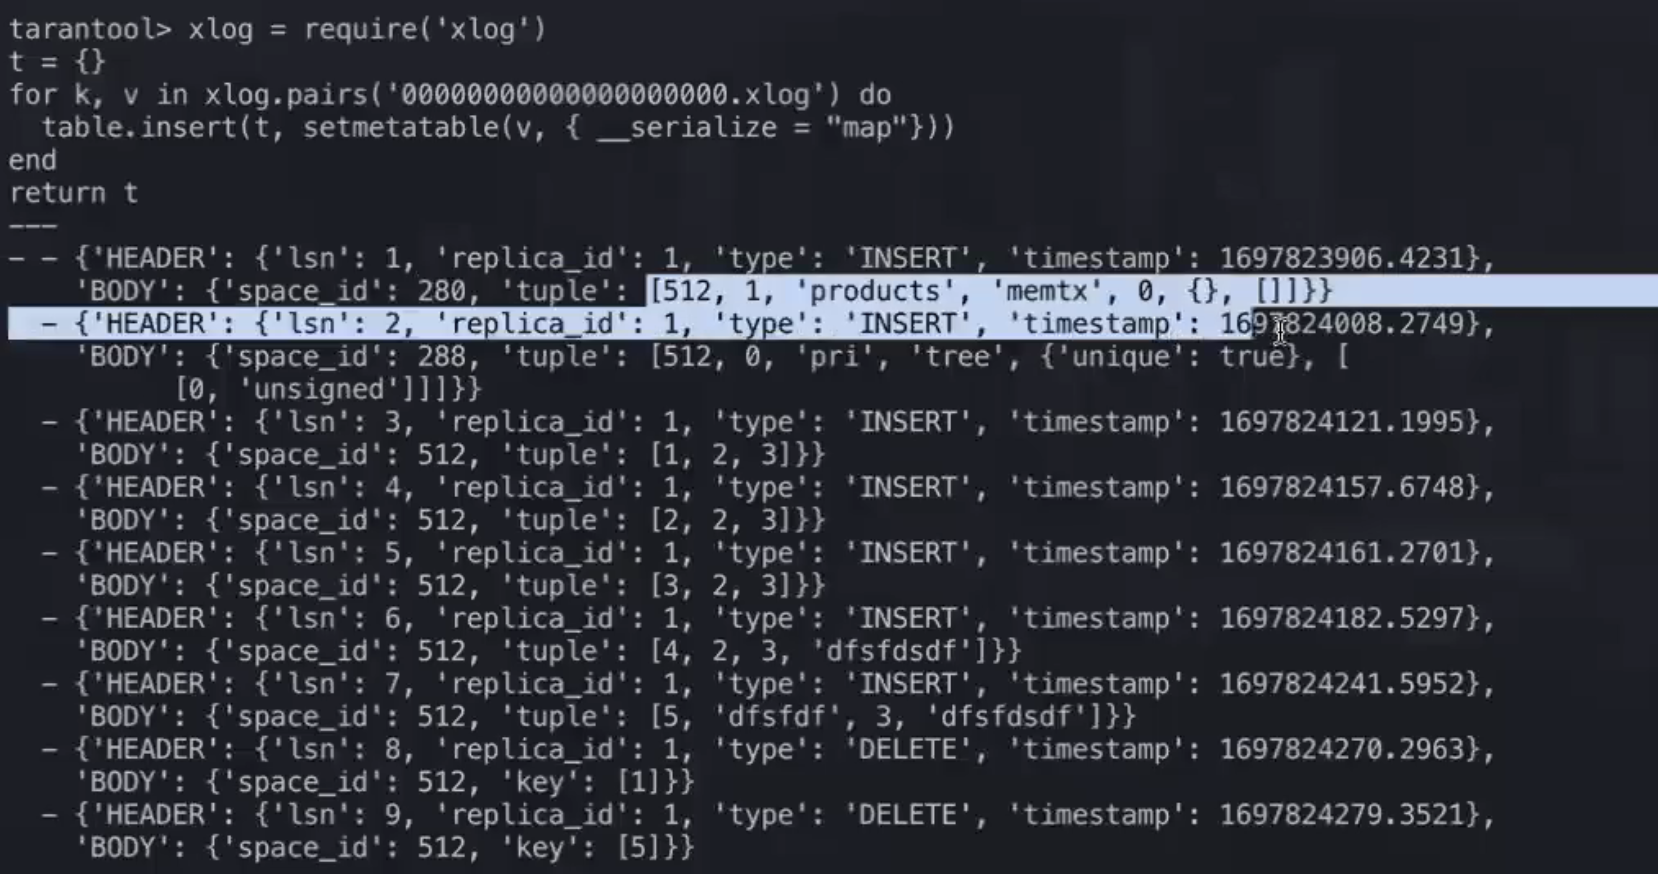 tarantool> xlog = require('xlog')
t = {}
for k, v in xlog.pairs('00000000000000000000.xlog') do
  table.insert(t, setmetatable(v, { __serialize = "map"}))
end
return t
---
- - {'HEADER': {'lsn': 1, 'replica_id': 1, 'type': 'INSERT', 'timestamp': 1697823906.4231},
    'BODY': {'space_id': 280, 'tuple': [512, 1, 'products', 'memtx', 0, {}, []]}}
  - {'HEADER': {'lsn': 2, 'replica_id': 1, 'type': 'INSERT', 'timestamp': 1697824008.2749},
    'BODY': {'space_id': 288, 'tuple': [512, 0, 'pri', 'tree', {'unique': true}, [
          [0, 'unsigned']]]}}
  - {'HEADER': {'lsn': 3, 'replica_id': 1, 'type': 'INSERT', 'timestamp': 1697824121.1995},
    'BODY': {'space_id': 512, 'tuple': [1, 2, 3]}}
  - {'HEADER': {'lsn': 4, 'replica_id': 1, 'type': 'INSERT', 'timestamp': 1697824157.6748},
    'BODY': {'space_id': 512, 'tuple': [2, 2, 3]}}
  - {'HEADER': {'lsn': 5, 'replica_id': 1, 'type': 'INSERT', 'timestamp': 1697824161.2701},
    'BODY': {'space_id': 512, 'tuple': [3, 2, 3]}}
  - {'HEADER': {'lsn': 6, 'replica_id': 1, 'type': 'INSERT', 'timestamp': 1697824182.5297},
    'BODY': {'space_id': 512, 'tuple': [4, 2, 3, 'dfsfdsdf']}}
  - {'HEADER': {'lsn': 7, 'replica_id': 1, 'type': 'INSERT', 'timestamp': 1697824241.5952},
    'BODY': {'space_id': 512, 'tuple': [5, 'dfsfdf', 3, 'dfsfdsdf']}}
  - {'HEADER': {'lsn': 8, 'replica_id': 1, 'type': 'DELETE', 'timestamp': 1697824270.2963},
    'BODY': {'space_id': 512, 'key': [1]}}
  - {'HEADER': {'lsn': 9, 'replica_id': 1, 'type': 'DELETE', 'timestamp': 1697824279.3521},
    'BODY': {'space_id': 512, 'key': [5]}}